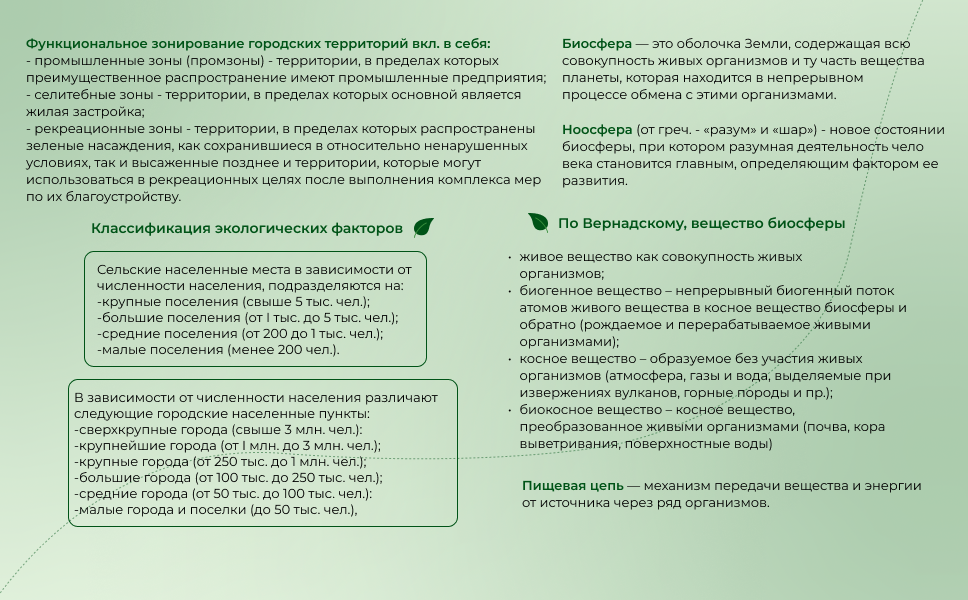 Функциональное зонирование городских территорий вкл. в себя:
- промышленные зоны (промзоны) - территории, в пределах которых
преимущественное распространение имеют промышленные предприятия;
- селитебные зоны - территории, в пределах которых основной является
жилая застройка;
- рекреационные зоны - территории, в пределах которых распространены
зеленые насаждения, как сохранившиеся в относительно ненарушенных
условиях, так и высаженные позднее и территории, которые могут
использоваться в рекреационных целях после выполнения комплекса мер
по их благоустройству.
Классификация экологических факторов
Сельские населенные места в зависимости от
численности населения, подразделяются на:
-крупные поселения (свыше 5 тыс. чел.);
-большие поселения (от I тыс. до 5 тыс. чел.);
-средние поселения (от 200 до 1 тыс. чел.);
-малые поселения (менее 200 чел.).
В зависимости от численности населения различают
следующие городские населенные пункты:
-сверхкрупные города (свыше 3 млн. чел.):
-крупнейшие города (от I млн. до 3 млн. чел.);
-крупные города (от 250 тыс. до 1 млн. чел.);
-большие города (от 100 тыс. до 250 тыс. чел.);
-средние города (от 50 тыс. до 100 тыс. чел.):
-малые города и поселки (до 50 тыс. чел.),
Биосфера — это оболочка Земли, содержащая всю
совокупность живых организмов и ту часть вещества
планеты, которая находится в непрерывном
процессе обмена с этими организмами.
Ноосфера (от греч. - «разум» и «шар») - новое состоянии
биосферы, при котором разумная деятельность чело
века становится главным, определяющим фактором ее
развития.
По Вернадскому, вещество биосферы
• живое вещество как совокупность живых
организмов;
• биогенное вещество – непрерывный биогенный поток
атомов живого вещества в косное вещество биосферы и
обратно (рождаемое и перерабатываемое живыми
организмами);
• косное вещество – образуемое без участия живых
организмов (атмосфера, газы и вода, выделяемые при
извержениях вулканов, горные породы и пр.);
• биокосное вещество – косное вещество,
преобразованное живыми организмами (почва, кора
выветривания, поверхностные воды)
Пищевая цепь — механизм передачи вещества и энергии
от источника через ряд организмов.